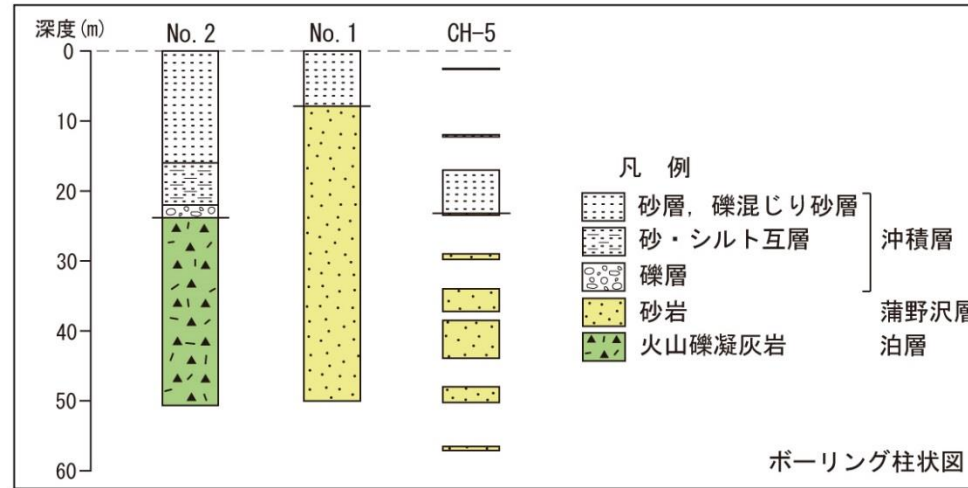 深度(m)
No. 2
No. 1
CH-5
0
10
20
30
40
50
60
凡 例
砂層，礫混じり砂層
砂・シルト互層
沖積層
礫層
砂岩
蒲野沢層
火山礫凝灰岩
泊層
ボーリング柱状図